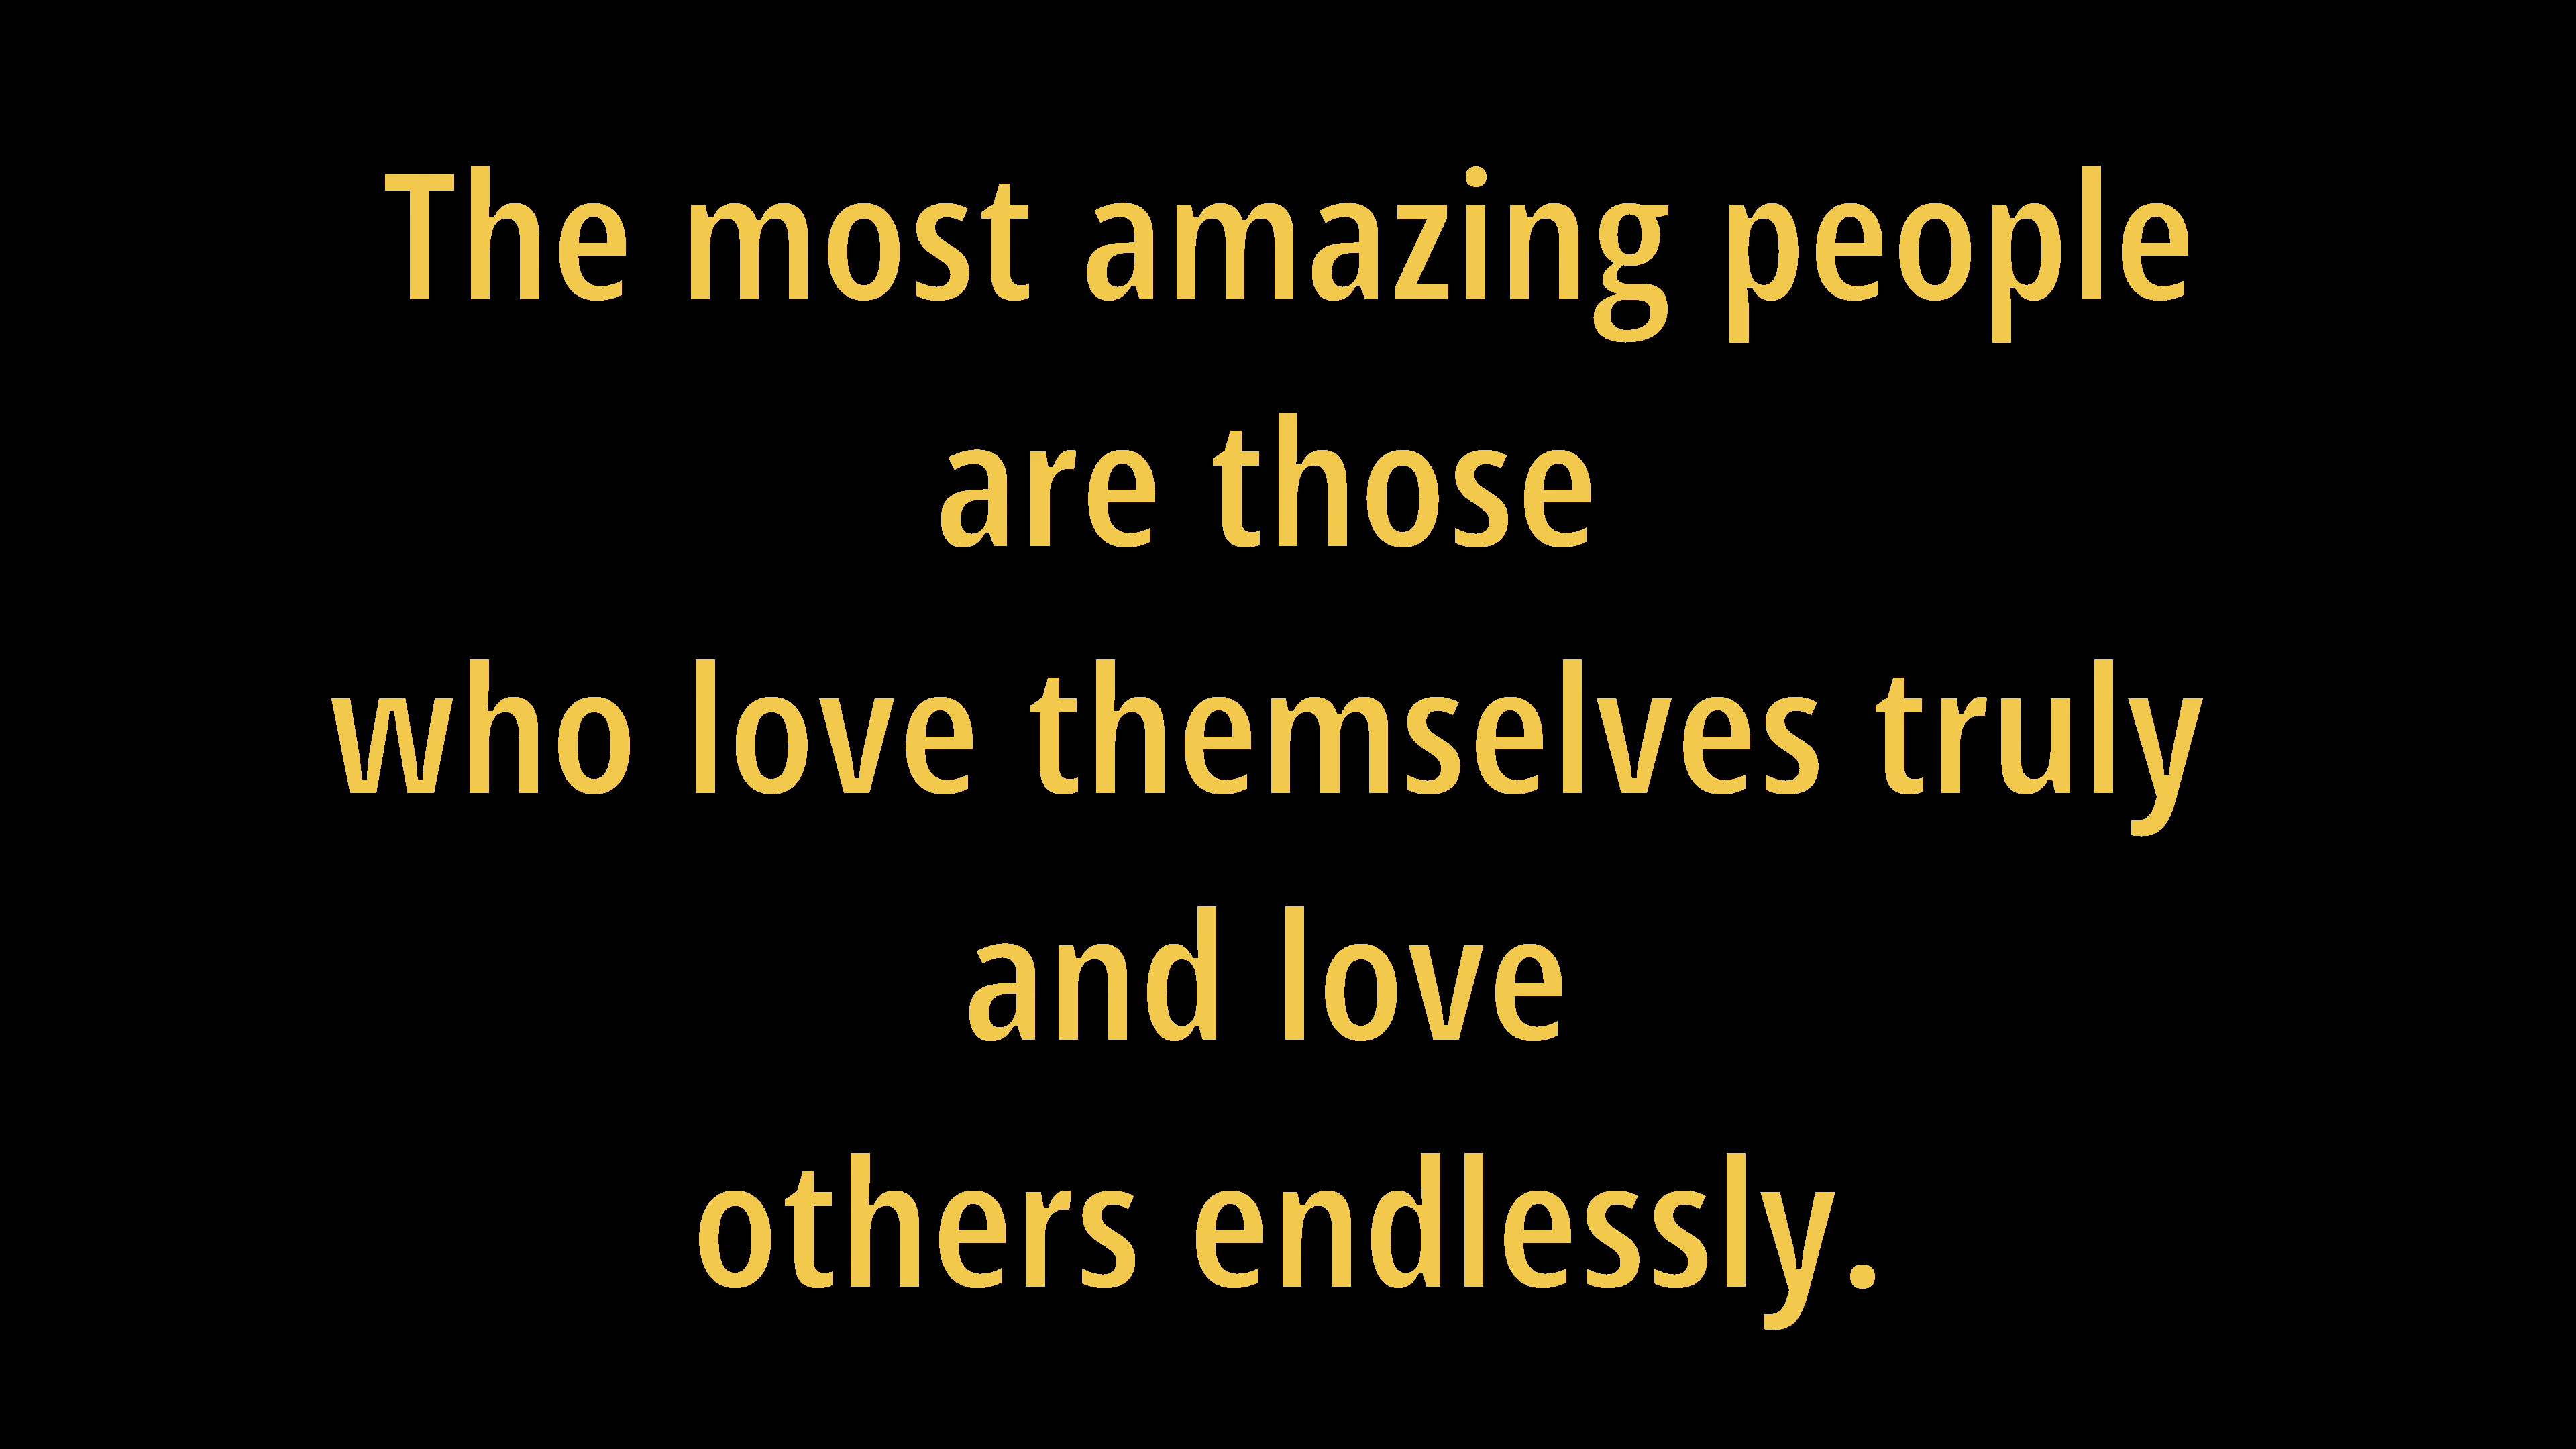 The most amazing people
are those
who love themselves truly
and love
others endlessly.